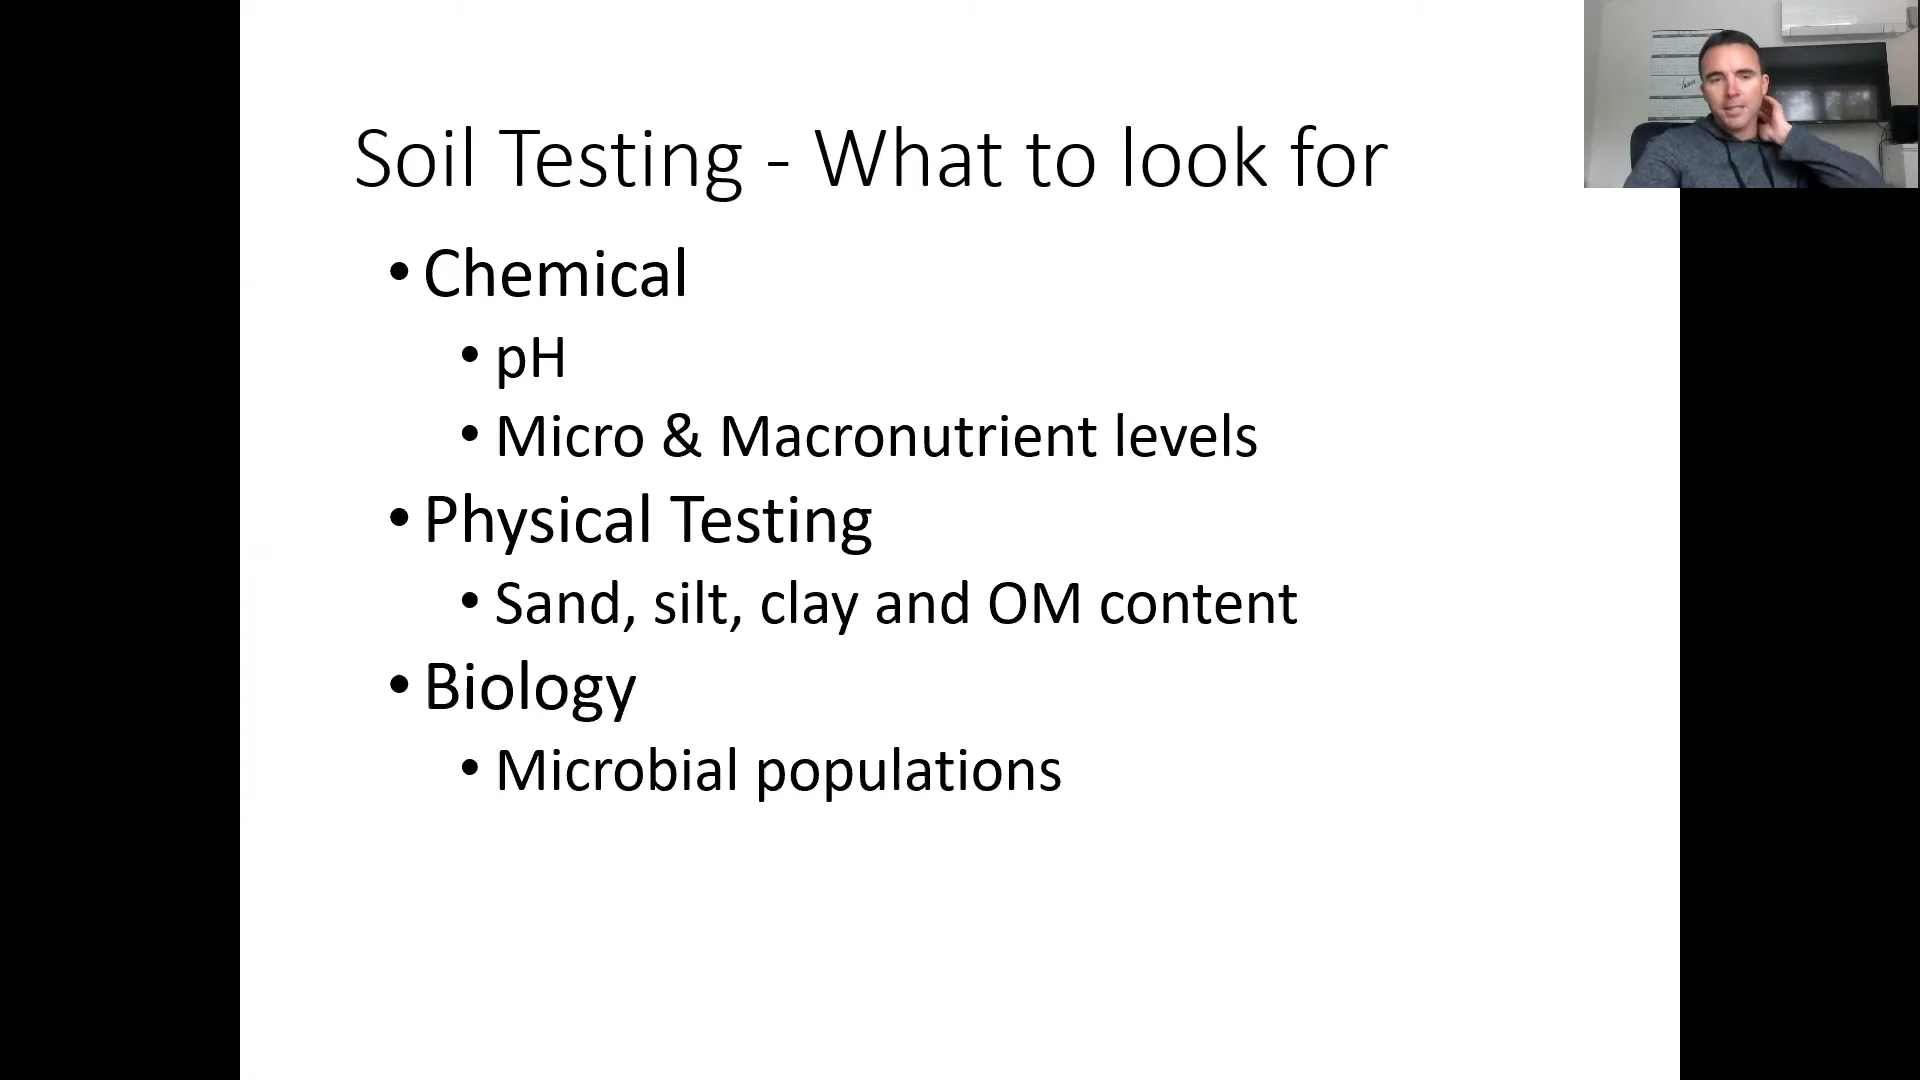 Soil Testing - What to look for
• Chemical
• pH
• Micro & Macronutrient levels
• Physical Testing
• Sand, silt, clay and OM content
• Biology
• Microbial populations